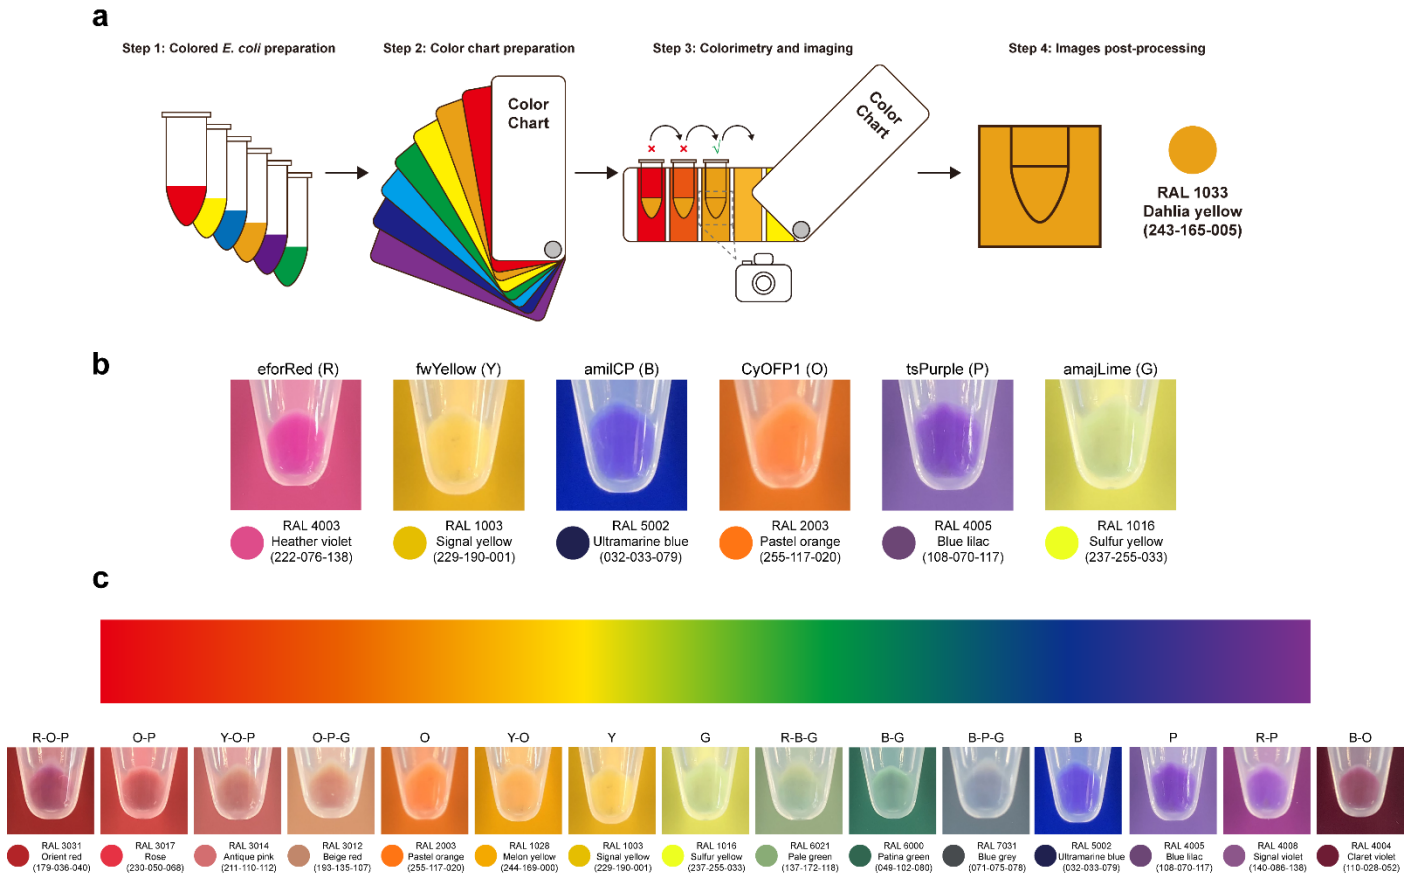 a
Step 1: Colored E. coli preparation
Step 2: Color chart preparation
Step 3: Colorimetry and imaging
Step 4: Images post-processing
Color
Chart
Color
Chart
RAL 1033
Dahlia yellow
(243-165-005)
b
eforRed (R)
fwYellow (Y)
amilCP (B)
CyOFP1 (O)
tsPurple (P)
amajLime (G)
RAL 4003
Heather violet
(222-076-138)
RAL 1003
Signal yellow
(229-190-001)
RAL 5002
Ultramarine blue
(032-033-079)
RAL 2003
Pastel orange
(255-117-020)
RAL 4005
Blue lilac
(108-070-117)
RAL 1016
Sulfur yellow
(237-255-033)
c
R-O-P
O-P
Y-O-P
O-P-G
O
Y-O
Y
G
R-B-G
B-G
B-P-G
B
P
R-P
B-O
RAL 3031
Orient red
(179-036-040)
RAL 3017
Rose
(230-050-068)
RAL 3014
Antique pink
(211-110-112)
RAL 3012
Beige red
(193-135-107)
RAL 2003
Pastel orange
(255-117-020)
RAL 1028
Melon yellow
(244-169-000)
RAL 1003
Signal yellow
(229-190-001)
RAL 1016
Sulfur yellow
(237-255-033)
RAL 6021
Pale green
(137-172-118)
RAL 6000
Patina green
(049-102-080)
RAL 7031
Blue grey
(071-075-078)
RAL 5002
Ultramarine blue
(032-033-079)
RAL 4005
Blue lilac
(108-070-117)
RAL 4008
Signal violet
(140-086-138)
RAL 4004
Claret violet
(110-028-052)